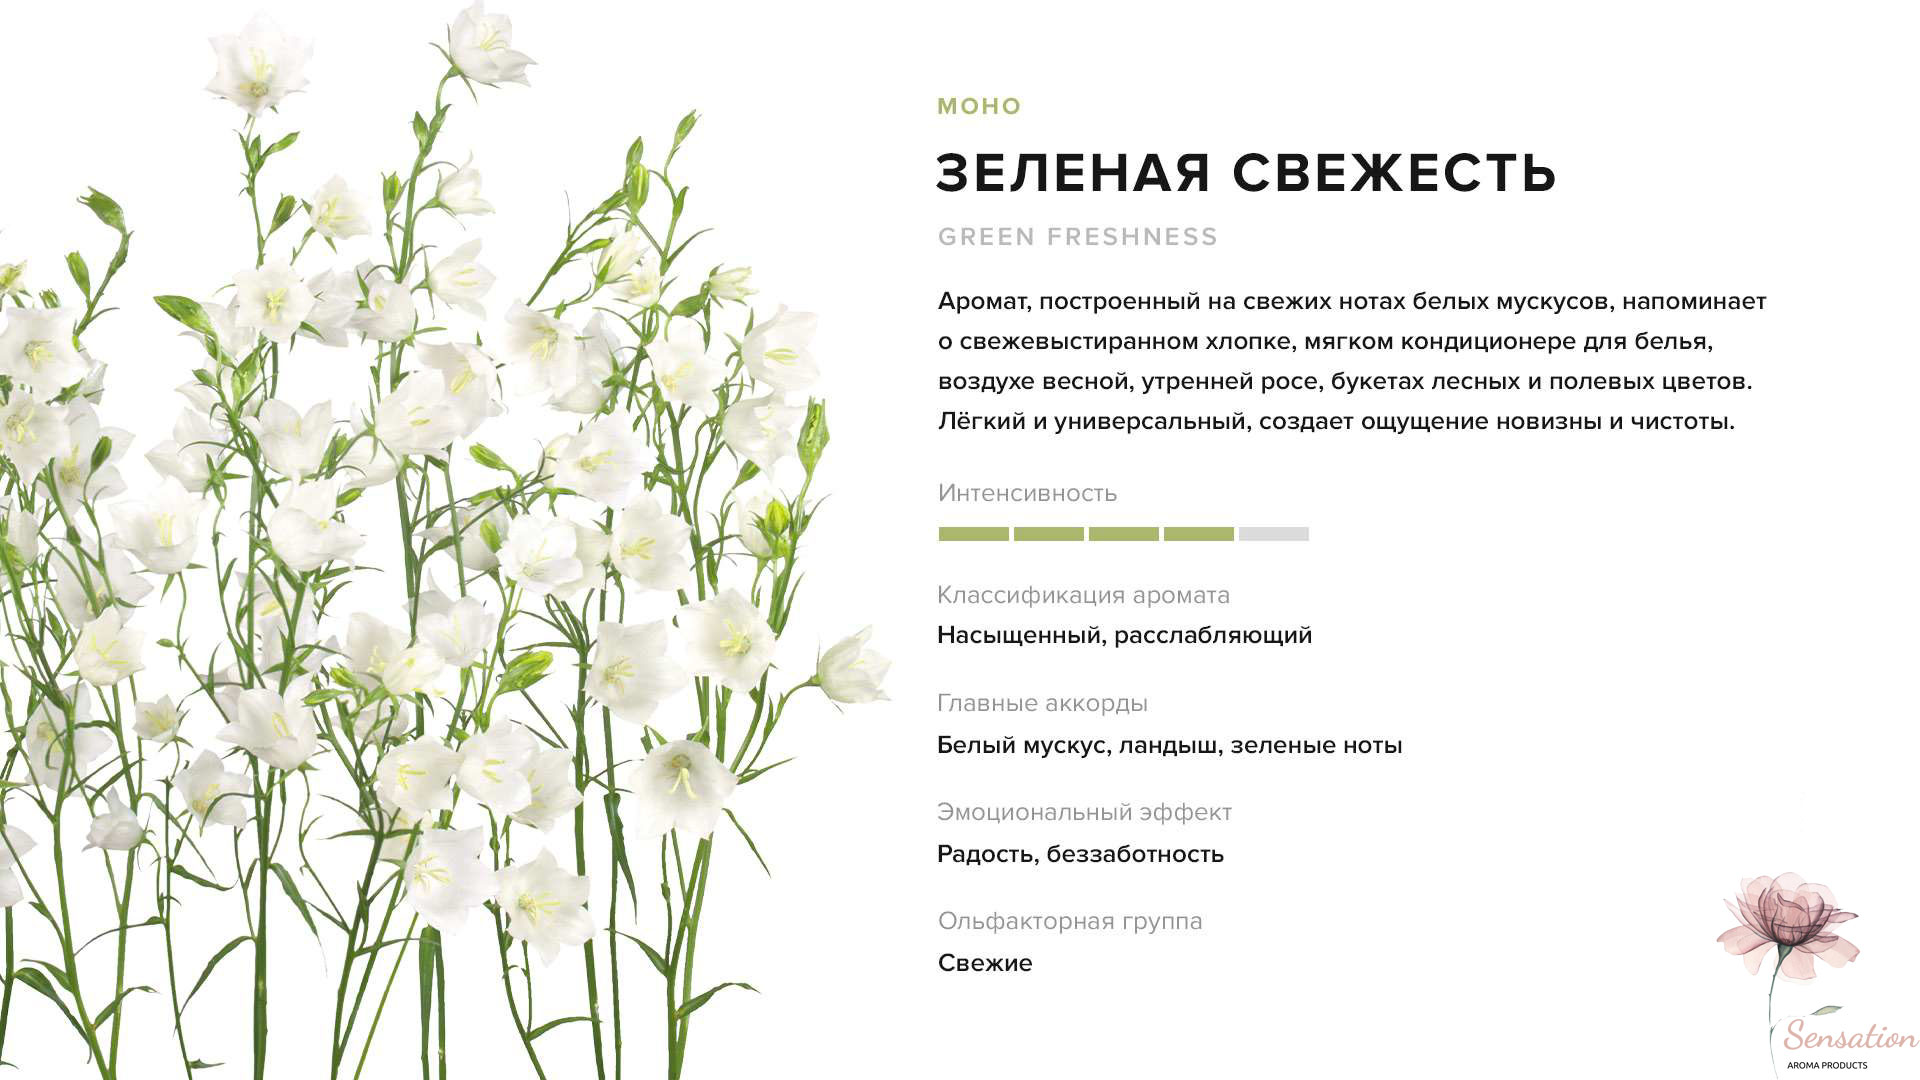 МОНО
ЗЕЛЕНАЯ СВЕЖЕСТЬ
GREEN FRESHNESS
Аромат, построенный на свежих нотах белых мускусов, напоминает
о свежевыстиранном хлопке, мягком кондиционере для белья,
воздухе весной, утренней росе, букетах лесных и полевых цветов.
Лёгкий и универсальный, создает ощущение новизны и чистоты.
Интенсивность
Классификация аромата
Насыщенный, расслабляющий
Главные аккорды
Белый мускус, ландыш, зеленые ноты
Эмоциональный эффект
Радость, беззаботность
Ольфакторная группа
Свежие
Sensation
AROMA PRODUCTS